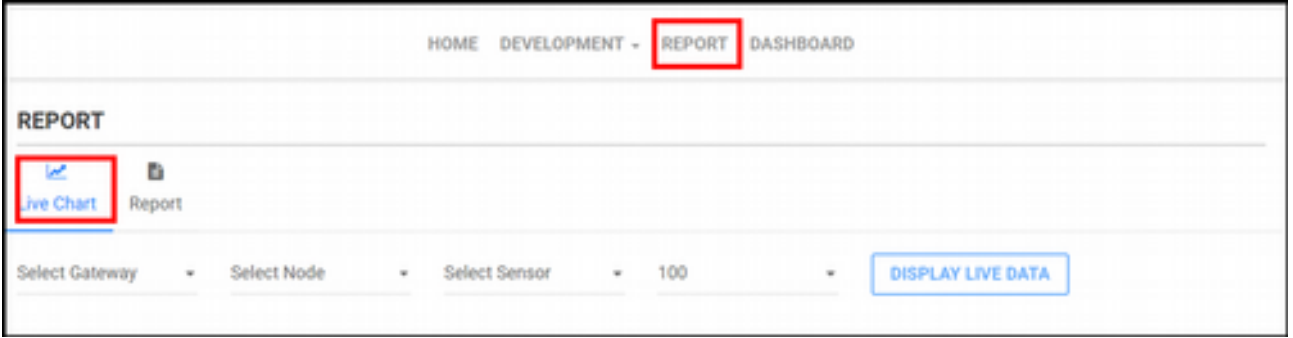 HOME DEVELOPMENT REPORT DASHBOARD
REPORT
Live Chart Report
Select Gateway Select Node Select Sensor 100 DISPLAY LIVE DATA